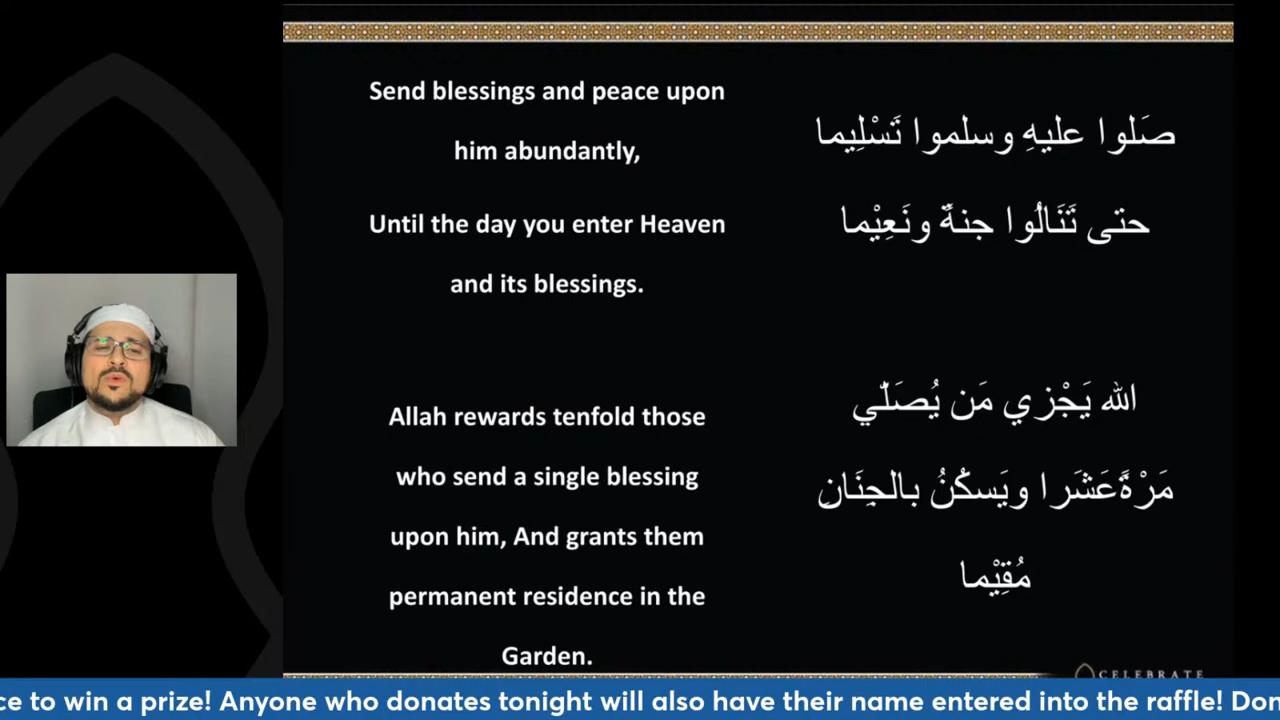 Send blessings and peace upon
him abundantly,
Until the day you enter Heaven
and its blessings.
Allah rewards tenfold those
who send a single blessing
upon him, And grants them
permanent residence in the
Garden.
صَلوا عليهِ وسلموا تَسْلِيما
حتى تَنَالُوا جنةً ونَعِيْما
الله يَجْزي مَن يُصَلّي
مَرْةً عَشَرا ويَسكُنُ بالجِنَانِ
مُقِيْما
CELEBRATE
ce to win a prize! Anyone who donates tonight will also have their name entered into the raffle! Don